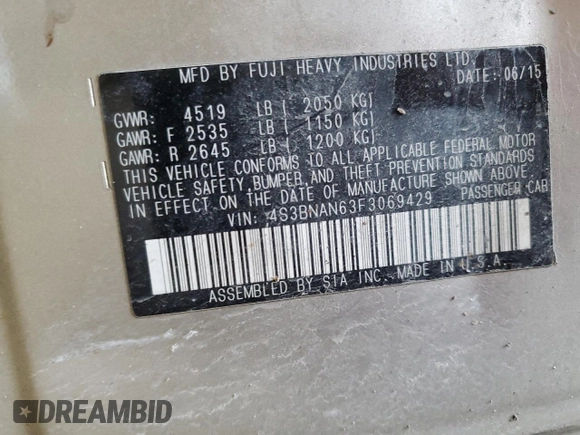 MFD BY FUJI HEAVY INDUSTRIES LTD.
DATE: 06/15
GVWR: 4519 LB ( 2050 KG)
GAWR: F 2535 LB ( 1150 KG)
GAWR: R 2645 LB ( 1200 KG)
THIS VEHICLE CONFORMS TO ALL APPLICABLE FEDERAL MOTOR
VEHICLE SAFETY, BUMPER, AND THEFT PREVENTION STANDARDS
IN EFFECT ON THE DATE OF MANUFACTURE SHOWN ABOVE.
VIN: 4S3BNAN63F3069429 PASSENGER CAR
ASSEMBLED BY SIA INC. MADE IN U.S.A.
DREAMBID